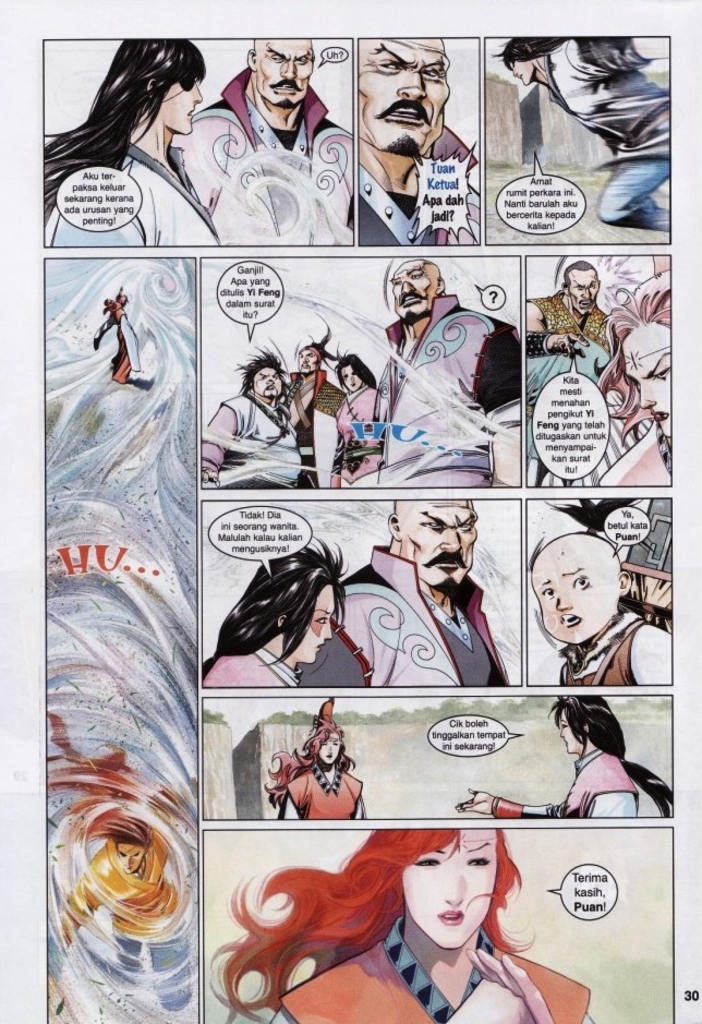 Aku ter-
paksa keluar
sekarang kerana
ada urusan yang
penting!
Uh?
Tuan
Ketua!
Apa dah
jadi?
Amat
rumit perkara ini.
Nanti barulah aku
bercerita kepada
kalian!
HU...
Ganjil!
Apa yang
ditulis Yi Feng
dalam surat
itu?
?
HU...
Kita
mesti
menahan
pengikut Yi
Feng yang telah
ditugaskan untuk
menyampai-
kan surat
itu!
Tidak! Dia
ini seorang wanita.
Malulah kalau kalian
mengusiknya!
Ya,
betul kata
Puan!
Cik boleh
tinggalkan tempat
ini sekarang!
Terima
kasih,
Puan!
30